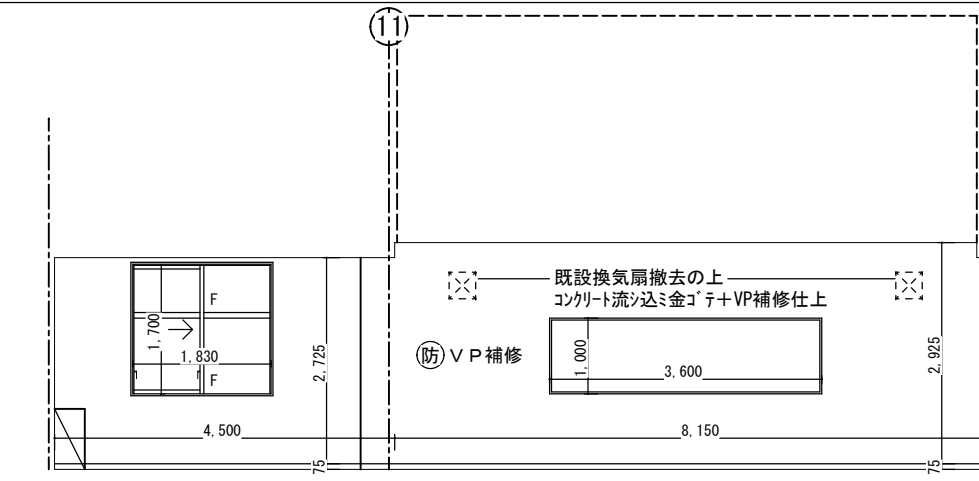 11
既設換気扇撤去の上
コンクリート流シ込ミ金ゴテ+VP補修仕上
F
1,700
1,830
F
2,725
防 VP補修
1,000
3,600
2,925
4,500
8,150
75
75